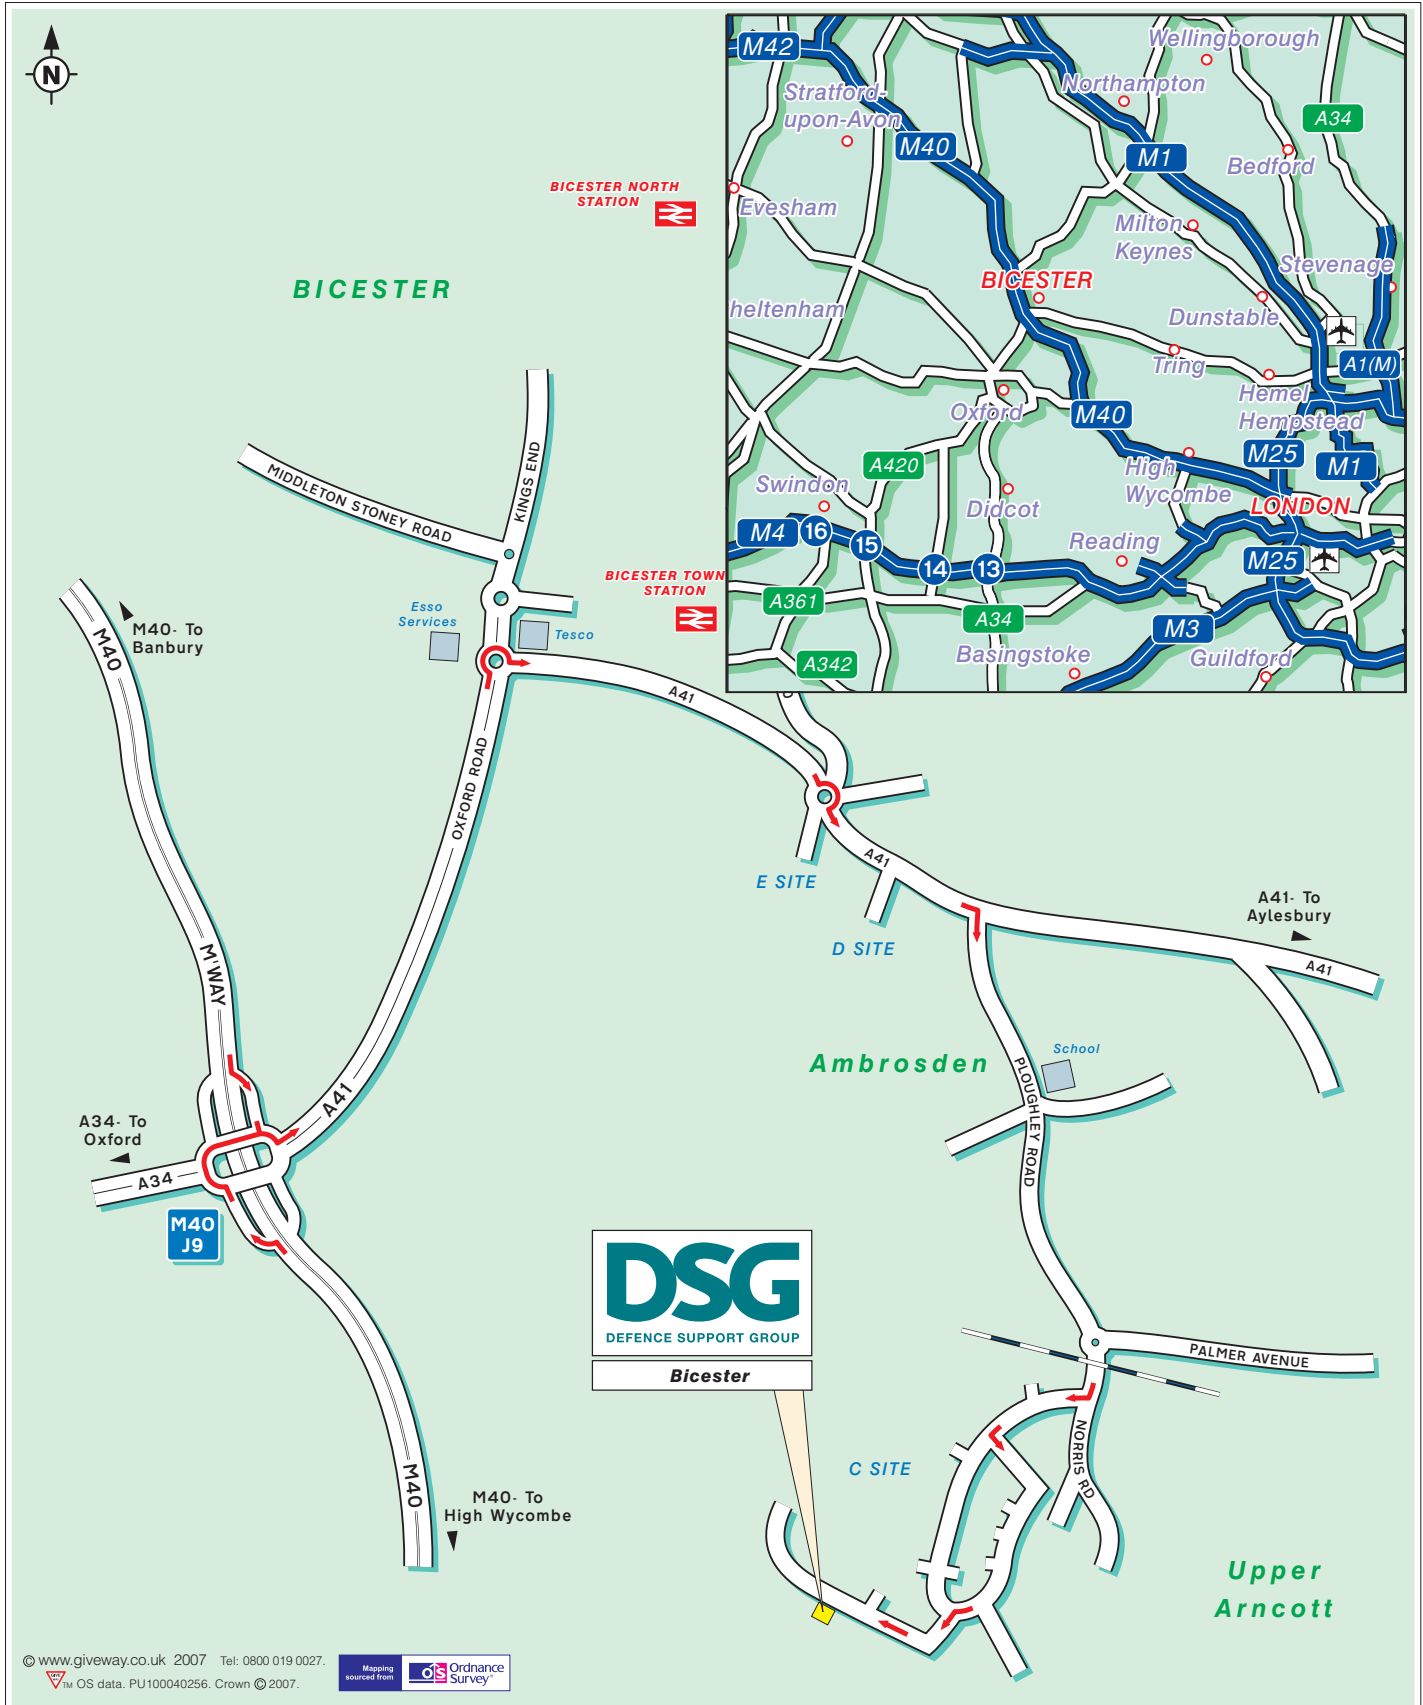 N
BICESTER NORTH
STATION
BICESTER
MIDDLETON STONEY ROAD
KINGS END
BICESTER TOWN
STATION
Esso
Services
Tesco
M40- To
Banbury
M40
A41
OXFORD ROAD
M'WAY
A41
E SITE
D SITE
A41- To
Aylesbury
A41
Ambrosden
School
PLOUGHLEY ROAD
A41
A34- To
Oxford
A34
M40
J9
DSG
DEFENCE SUPPORT GROUP
Bicester
PALMER AVENUE
NORRIS RD
C SITE
M40
M40- To
High Wycombe
Upper
Arncott
© www.giveway.co.uk 2007 Tel: 0800 019 0027.
GIVE WAY
TM OS data. PU100040256. Crown © 2007.
Mapping
sourced from
OS
Ordnance
Survey®
M42
Wellingborough
Stratford-
upon-Avon
Northampton
A34
M40
M1
Bedford
Evesham
Milton
Keynes
Stevenage
BICESTER
heltenham
Dunstable
Tring
A1(M)
Hemel
Hempstead
Oxford
M40
M25
M1
A420
High
Wycombe
Swindon
LONDON
Didcot
M4
16
15
14
13
Reading
M25
A361
A34
M3
A342
Basingstoke
Guildford
D